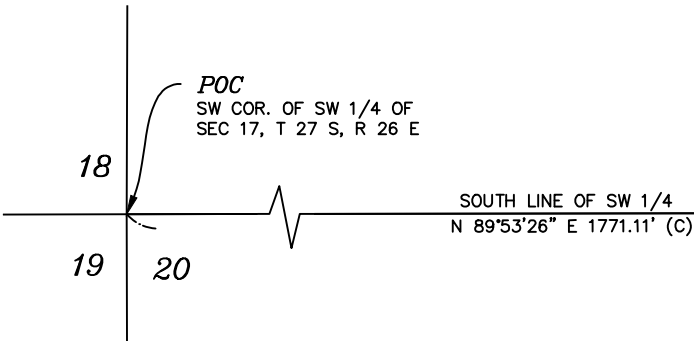 POC
SW COR. OF SW 1/4 OF
SEC 17, T 27 S, R 26 E
18
SOUTH LINE OF SW 1/4
N 89°53'26" E 1771.11' (C)
19
20